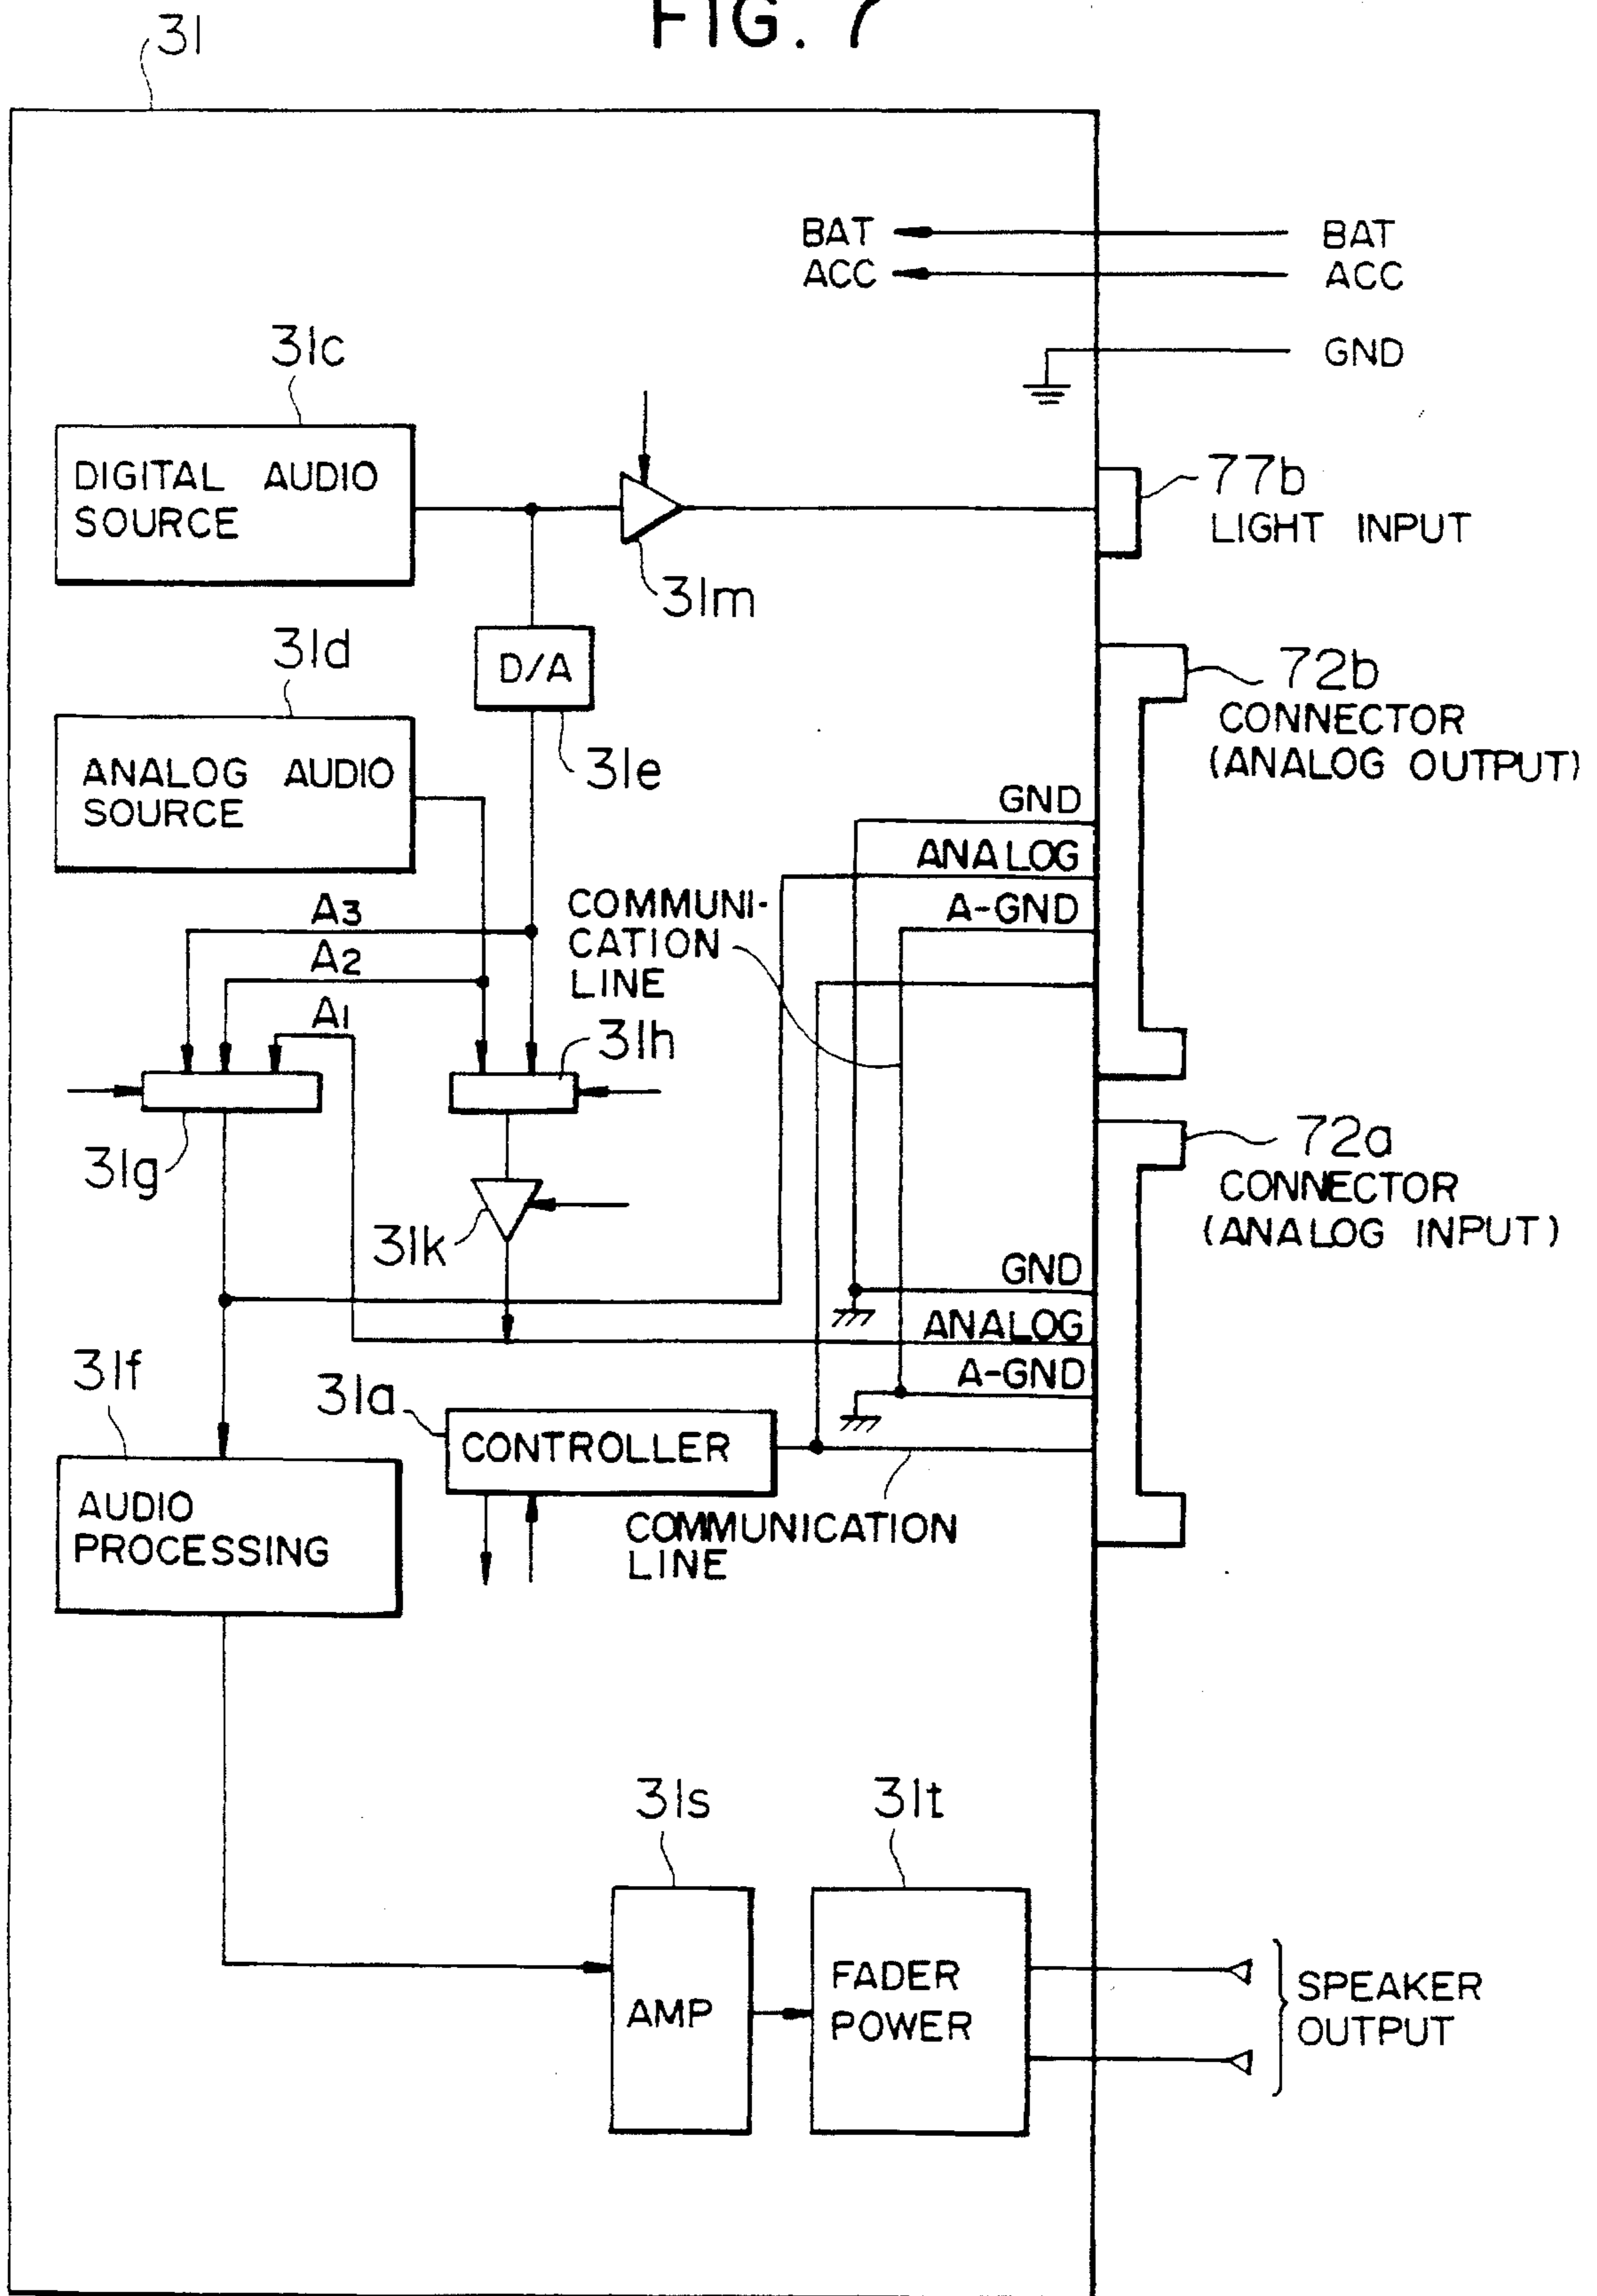 FIG. 7
31
BAT
BAT
ACC
ACC
GND
31c
DIGITAL AUDIO
SOURCE
77b
LIGHT INPUT
31m
31d
D/A
72b
CONNECTOR
(ANALOG OUTPUT)
31e
ANALOG AUDIO
SOURCE
GND
ANALOG
A-GND
COMMUNI-
CATION
LINE
A3
A2
A1
31h
31g
72a
CONNECTOR
(ANALOG INPUT)
31k
GND
ANALOG
A-GND
31f
31a
CONTROLLER
AUDIO
PROCESSING
COMMUNICATION
LINE
31s
31t
AMP
FADER
POWER
SPEAKER
OUTPUT